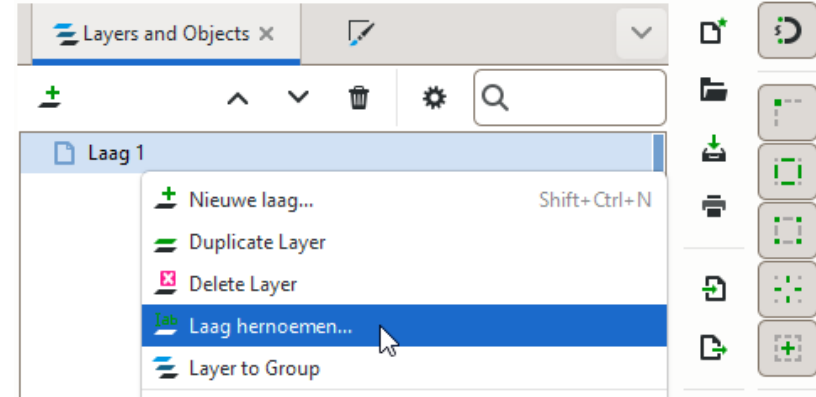 Layers and Objects
Laag 1
Nieuwe laag... Shift+Ctrl+N
Duplicate Layer
Delete Layer
Laag hernoemen...
Layer to Group